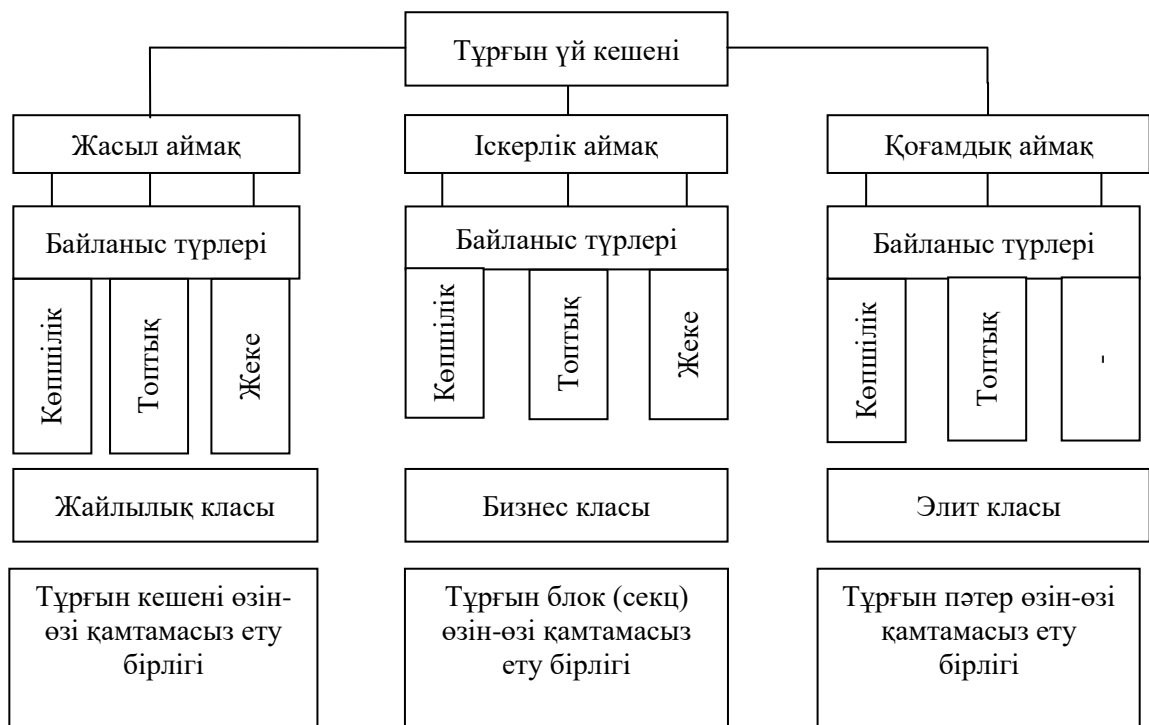 Тұрғын үй кешені
Жасыл аймақ
Іскерлік аймақ
Қоғамдық аймақ
Байланыс түрлері
Байланыс түрлері
Байланыс түрлері
Көпшілік
Топтық
Жеке
Көпшілік
Топтық
Жеке
Көпшілік
Топтық
-
Жайлылық класы
Бизнес класы
Элит класы
Тұрғын кешені өзін-
өзі қамтамасыз ету
бірлігі
Тұрғын блок (секц)
өзін-өзі қамтамасыз
ету бірлігі
Тұрғын пәтер өзін-өзі
қамтамасыз ету
бірлігі